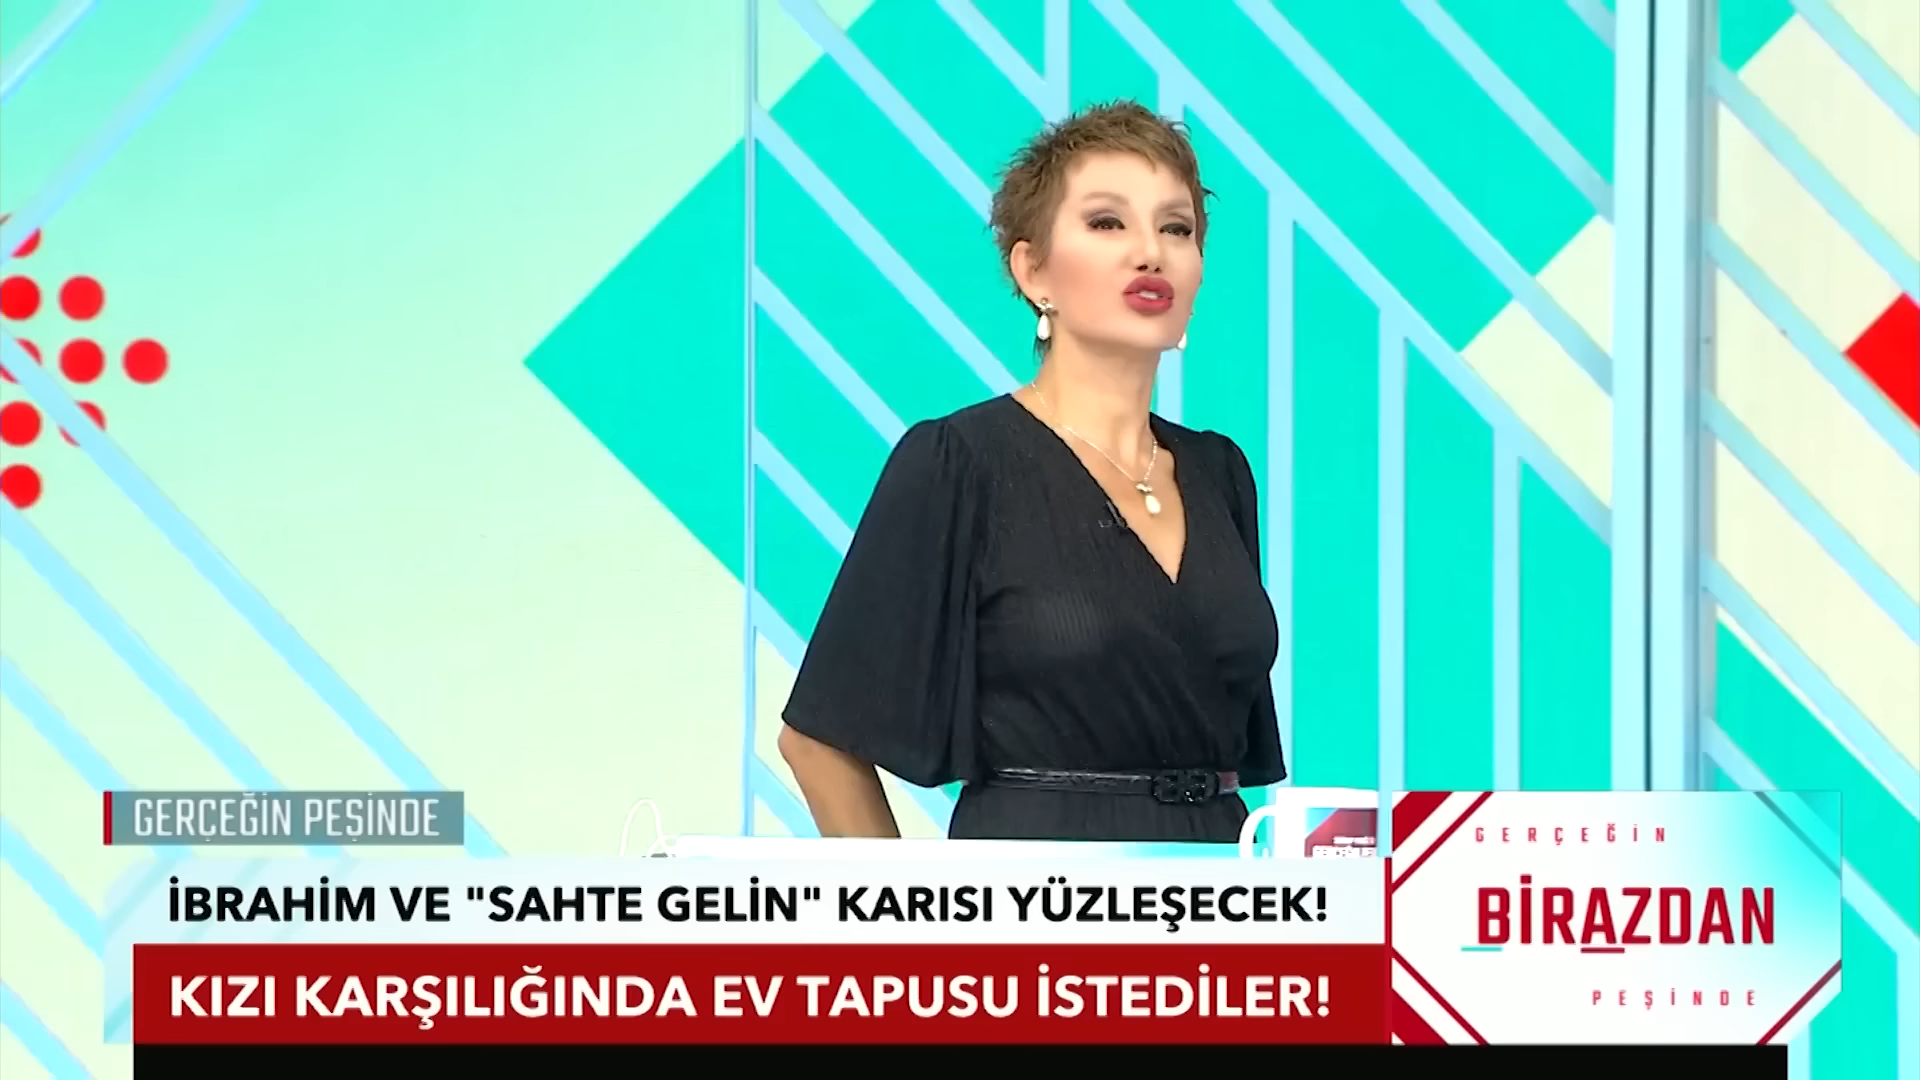 GERÇEĞİN PEŞİNDE
İBRAHİM VE "SAHTE GELİN" KARISI YÜZLEŞECEK!
KIZI KARŞILIĞINDA EV TAPUSU İSTEDİLER!
GERÇEĞİN
BİRAZDAN
PEŞİNDE